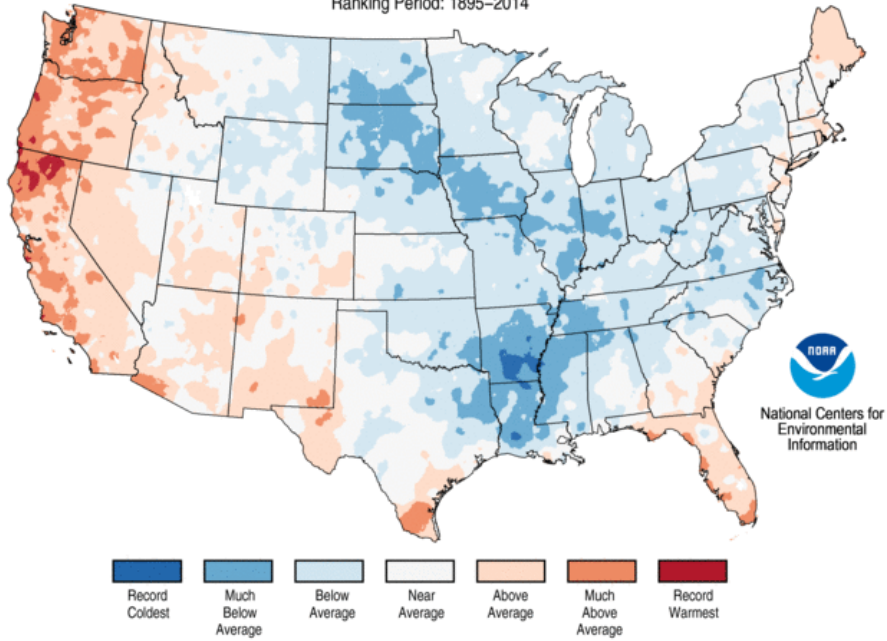 Ranking Period: 1895–2014
NOAA
National Centers for
Environmental
Information
Record
Coldest
Much
Below
Average
Below
Average
Near
Average
Above
Average
Much
Above
Average
Record
Warmest